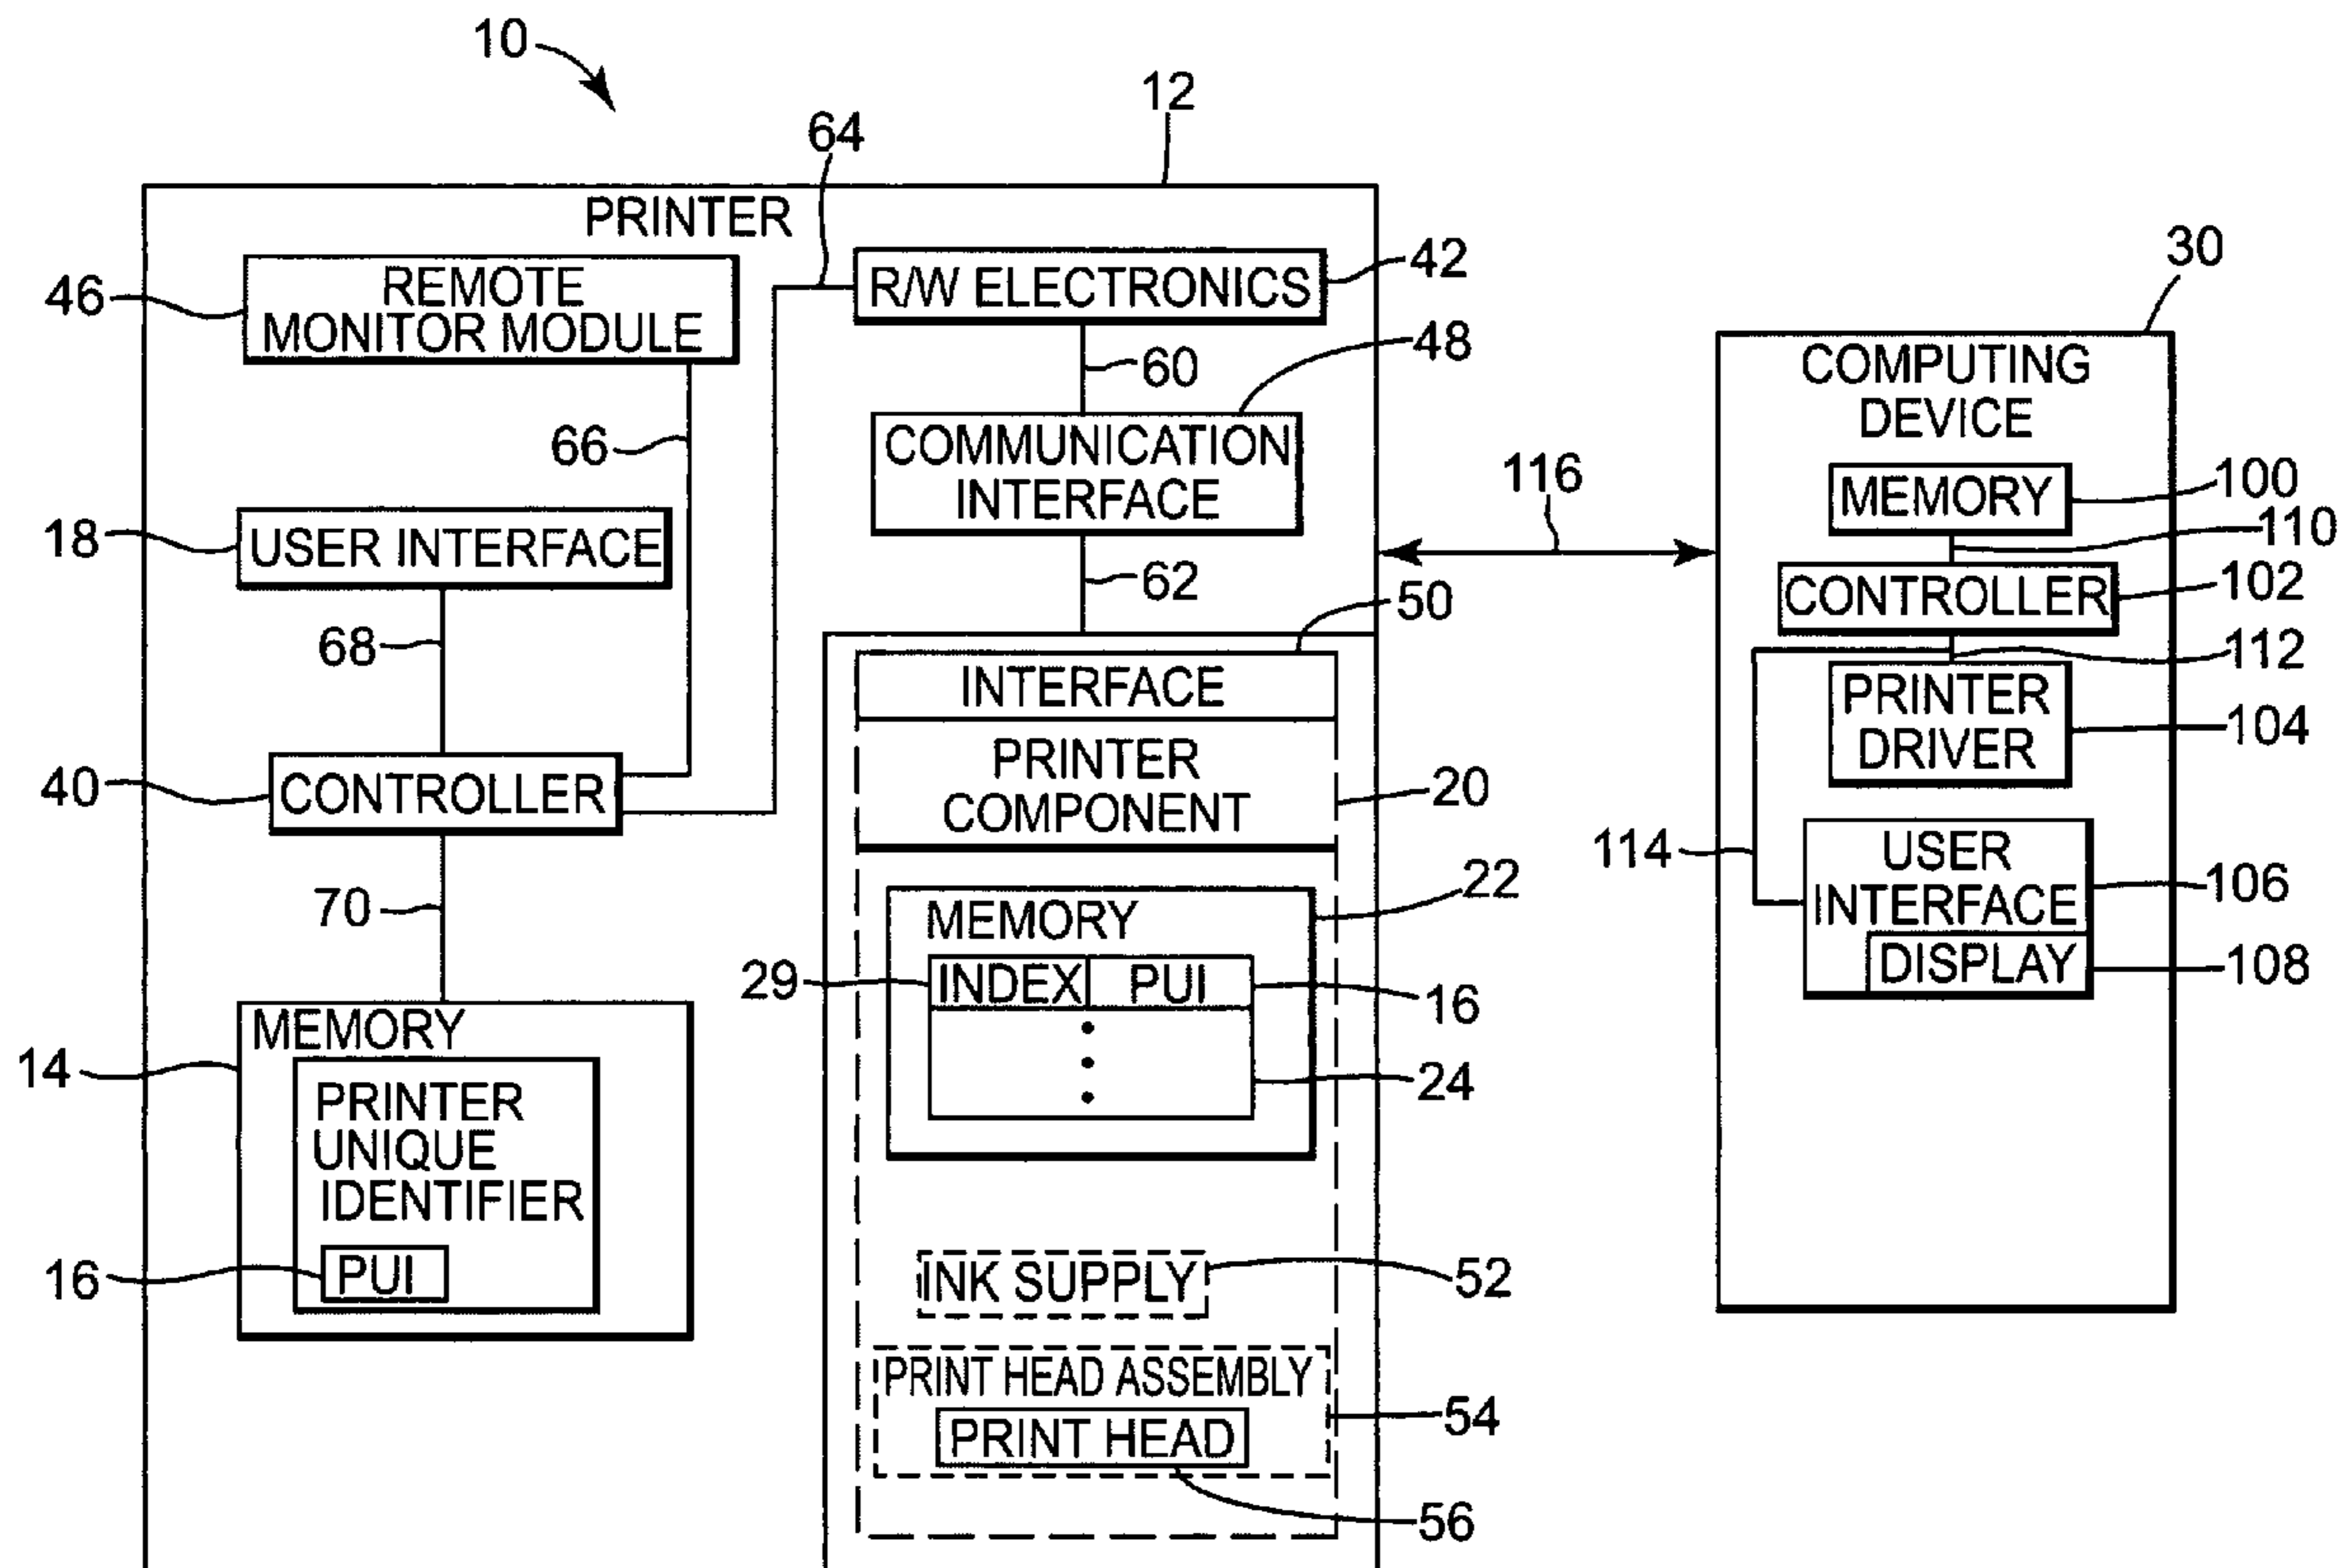 10
12
64
PRINTER
46
REMOTE
MONITOR MODULE
R/W ELECTRONICS
42
30
60
48
COMPUTING
DEVICE
66
COMMUNICATION
INTERFACE
116
MEMORY
100
110
18
USER INTERFACE
62
50
CONTROLLER
102
68
112
INTERFACE
PRINTER
DRIVER
104
40
CONTROLLER
PRINTER
COMPONENT
20
114
USER
INTERFACE
106
DISPLAY
108
70
22
MEMORY
29
INDEX
PUI
16
24
14
MEMORY
PRINTER
UNIQUE
IDENTIFIER
16
PUI
INK SUPPLY
52
PRINT HEAD ASSEMBLY
54
PRINT HEAD
56